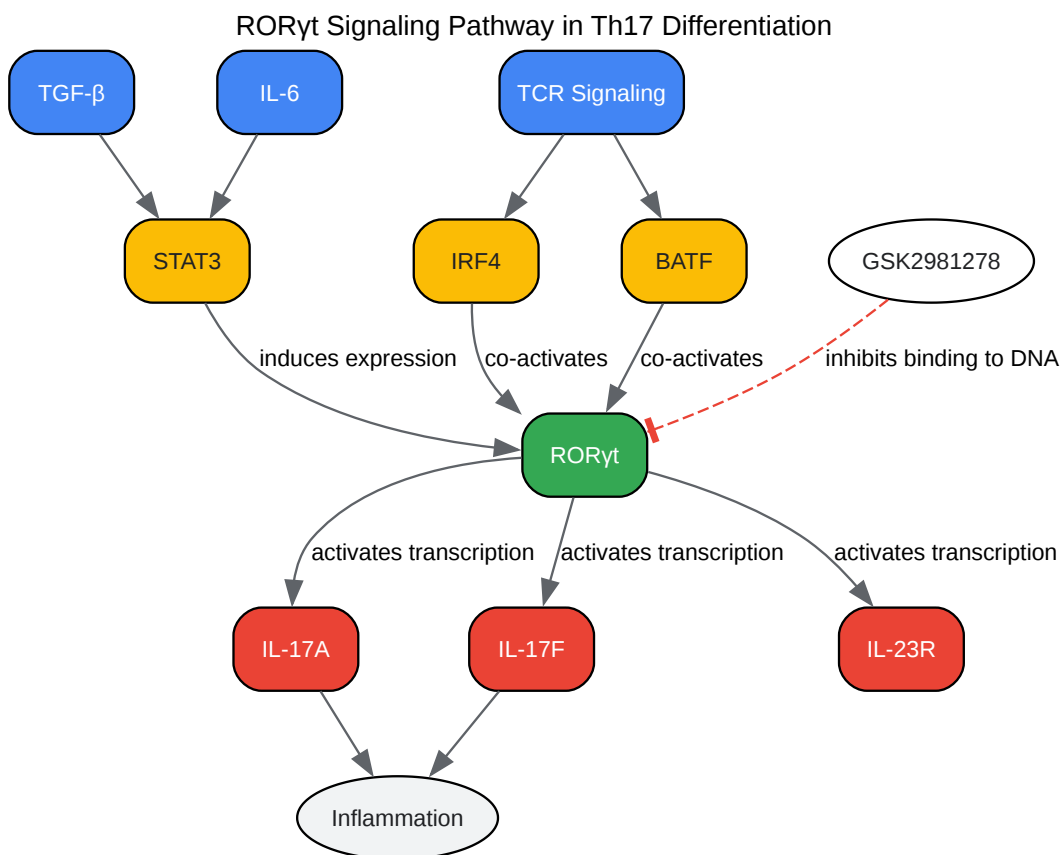 RORγt Signaling Pathway in Th17 Differentiation
TGF-β
IL-6
TCR Signaling
STAT3
IRF4
BATF
GSK2981278
induces expression
co-activates
co-activates
inhibits binding to DNA
RORγt
activates transcription
activates transcription
activates transcription
IL-17A
IL-17F
IL-23R
Inflammation